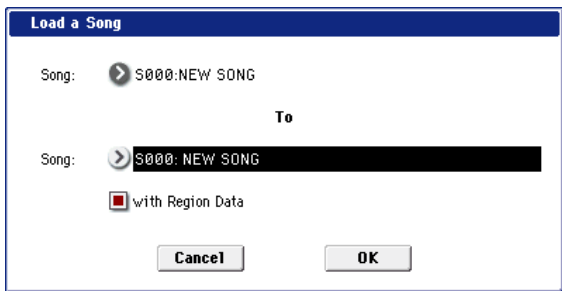 Load a Song
Song: S000:NEW SONG
To
Song: S000: NEW SONG
with Region Data
Cancel OK